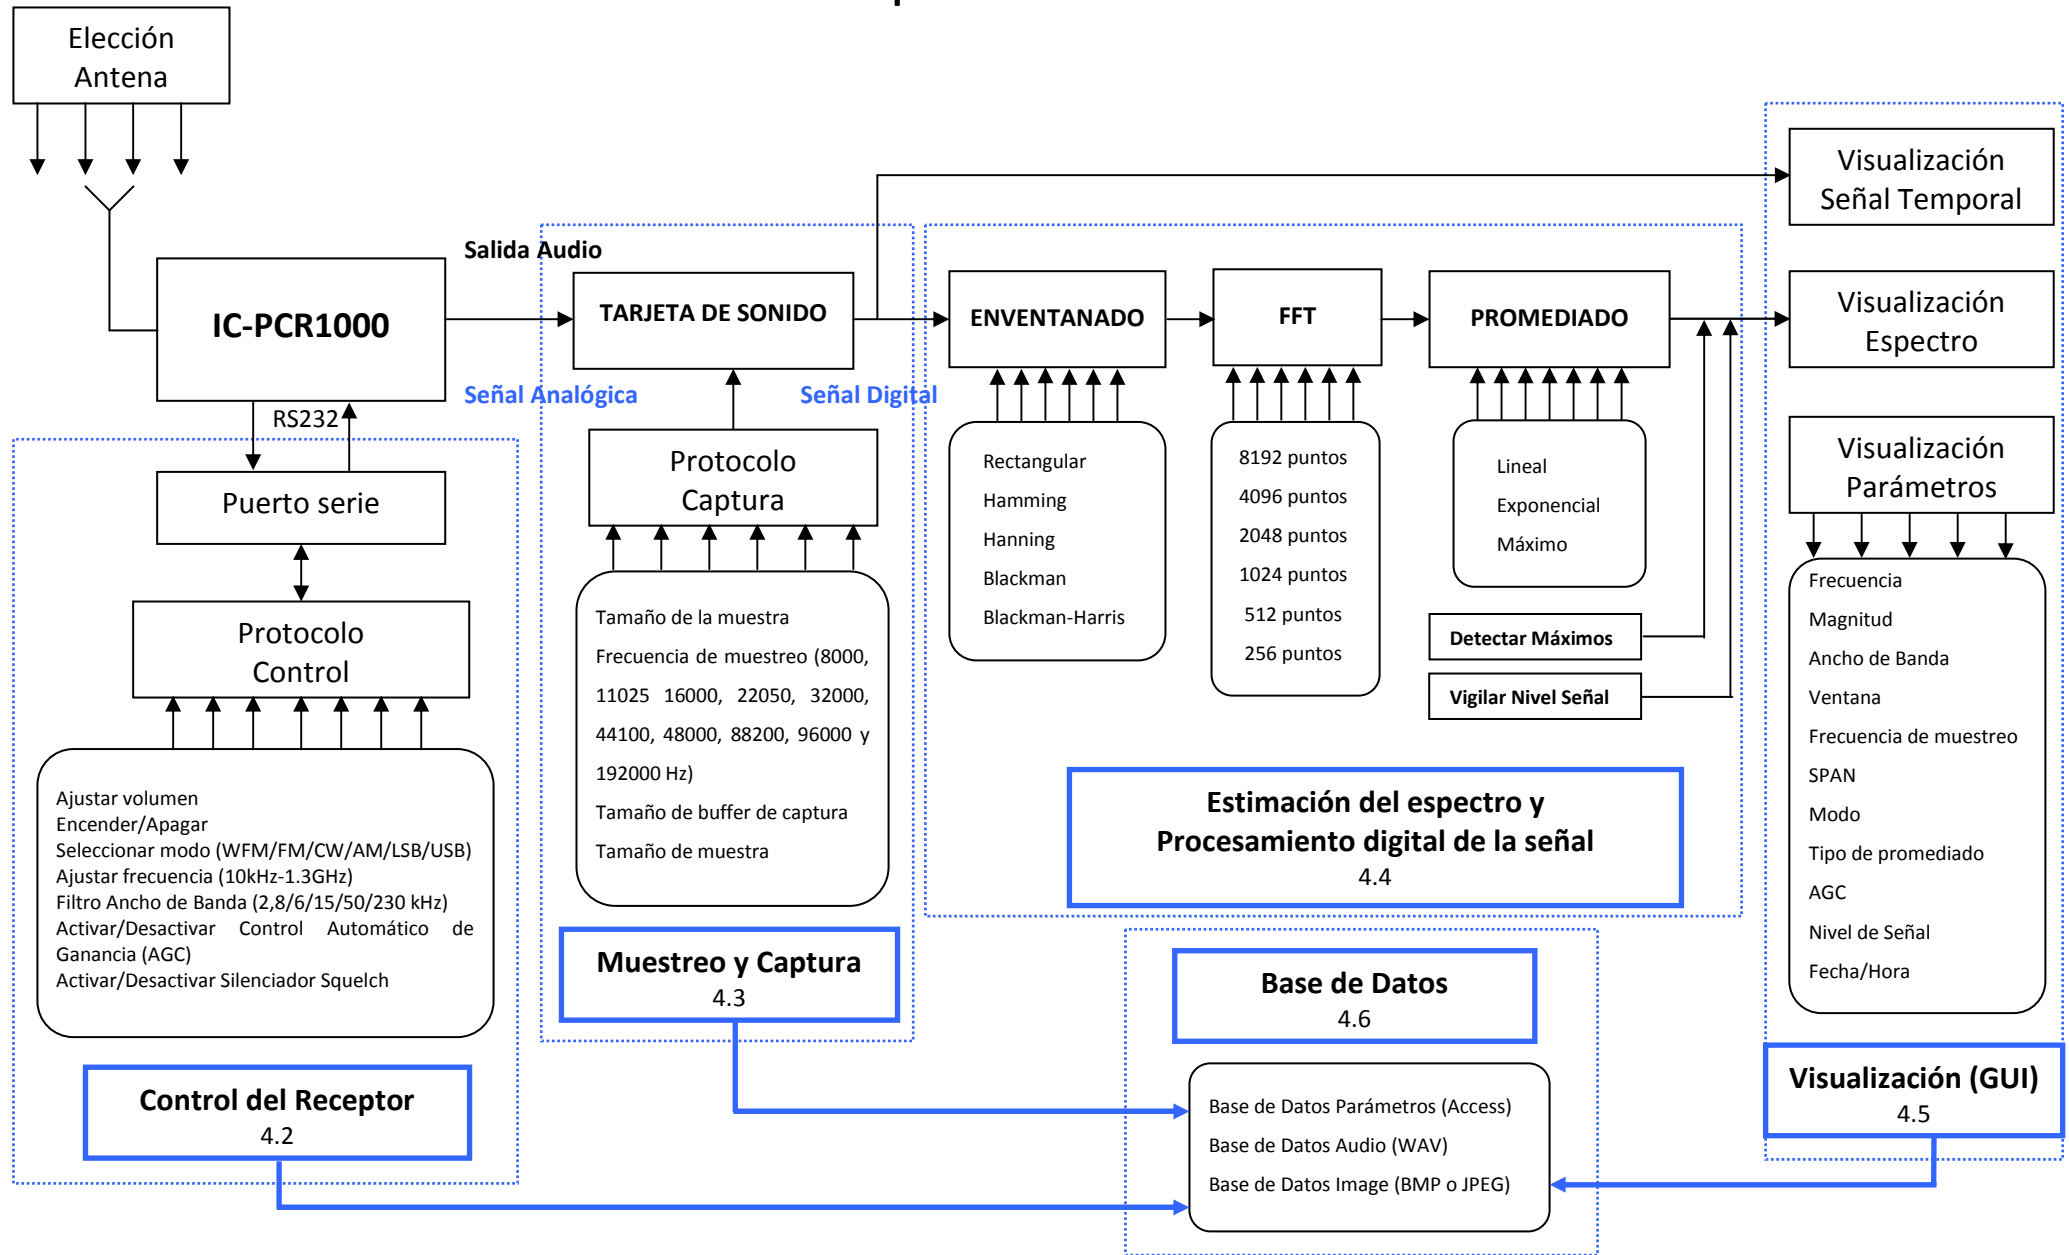 Elección
Antena
Salida Audio
IC-PCR1000
Señal Analógica
RS232
Puerto serie
Protocolo
Control
Ajustar volumen
Encender/Apagar
Seleccionar modo (WFM/FM/CW/AM/LSB/USB)
Ajustar frecuencia (10kHz-1.3GHz)
Filtro Ancho de Banda (2,8/6/15/50/230 kHz)
Activar/Desactivar Control Automático de
Ganancia (AGC)
Activar/Desactivar Silenciador Squelch
Control del Receptor
4.2
TARJETA DE SONIDO
Señal Digital
Protocolo
Captura
Tamaño de la muestra
Frecuencia de muestreo (8000,
11025 16000, 22050, 32000,
44100, 48000, 88200, 96000 y
192000 Hz)
Tamaño de buffer de captura
Tamaño de muestra
Muestreo y Captura
4.3
ENVENTANADO
Rectangular
Hamming
Hanning
Blackman
Blackman-Harris
FFT
8192 puntos
4096 puntos
2048 puntos
1024 puntos
512 puntos
256 puntos
PROMEDIADO
Lineal
Exponencial
Máximo
Detectar Máximos
Vigilar Nivel Señal
Estimación del espectro y
Procesamiento digital de la señal
4.4
Base de Datos
4.6
Base de Datos Parámetros (Access)
Base de Datos Audio (WAV)
Base de Datos Image (BMP o JPEG)
Visualización
Señal Temporal
Visualización
Espectro
Visualización
Parámetros
Frecuencia
Magnitud
Ancho de Banda
Ventana
Frecuencia de muestreo
SPAN
Modo
Tipo de promediado
AGC
Nivel de Señal
Fecha/Hora
Visualización (GUI)
4.5